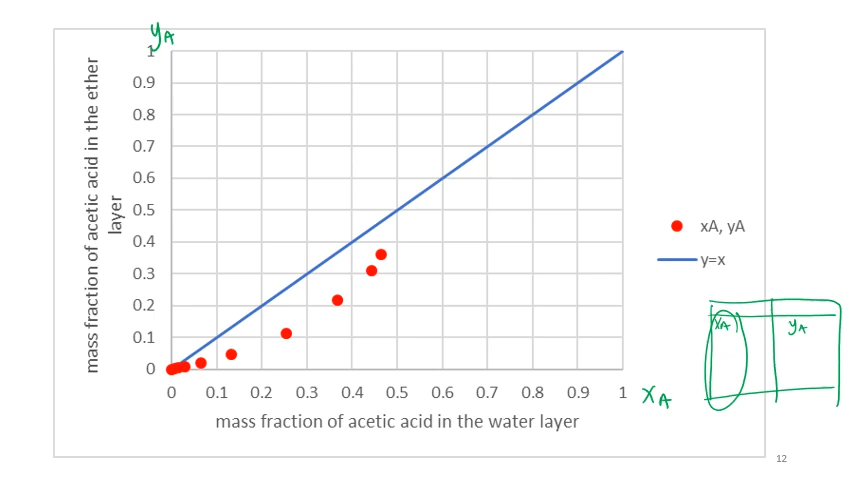 yA
1
0.9
0.8
0.7
0.6
0.5
0.4
0.3
0.2
0.1
0
mass fraction of acetic acid in the ether
layer
0 0.1 0.2 0.3 0.4 0.5 0.6 0.7 0.8 0.9 1
mass fraction of acetic acid in the water layer
xA, yA
y=x
xA yA
xA
12